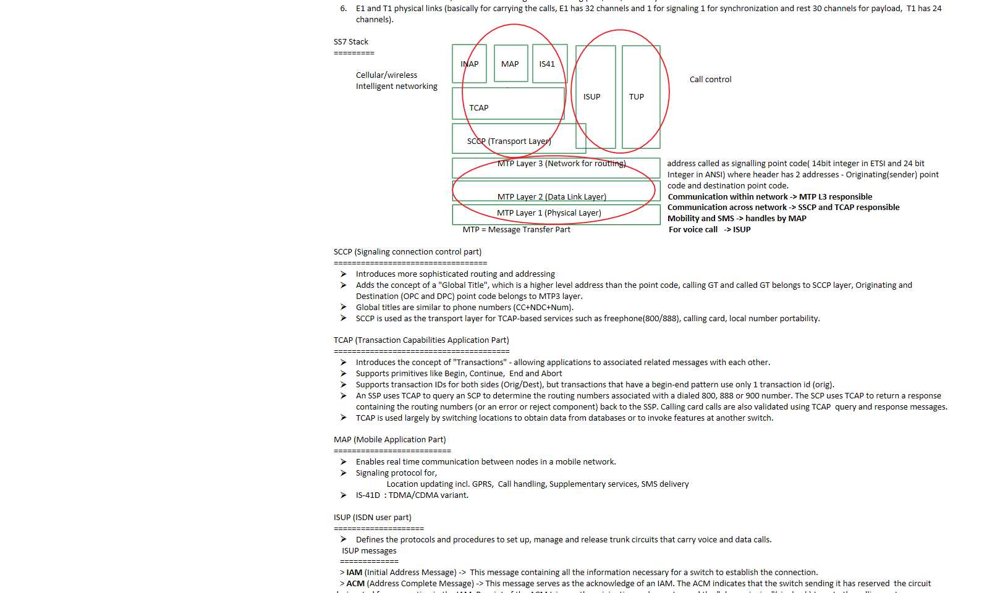 6. E1 and T1 physical links (basically for carrying the calls, E1 has 32 channels and 1 for signaling 1 for synchronization and rest 30 channels for payload, T1 has 24
channels).
SS7 Stack
=========
INAP MAP IS41
Cellular/wireless
Intelligent networking
Call control
ISUP TUP
TCAP
SCCP (Transport Layer)
MTP Layer 3 (Network for routling)
address called as signalling point code( 14bit integer in ETSI and 24 bit
Integer in ANSI) where header has 2 addresses - Originating(sender) point
code and destination point code.
MTP Layer 2 (Data Link Layer)
Communication within network -> MTP L3 responsible
Communication across network -> SSCP and TCAP responsible
MTP Layer 1 (Physical Layer)
Mobility and SMS -> handles by MAP
MTP = Message Transfer Part
For voice call -> ISUP
SCCP (Signaling connection control part)
==================================
➢ Introduces more sophisticated routing and addressing
➢ Adds the concept of a "Global Title", which is a higher level address than the point code, calling GT and called GT belongs to SCCP layer, Originating and
Destination (OPC and DPC) point code belongs to MTP3 layer.
➢ Global titles are similar to phone numbers (CC+NDC+Num).
➢ SCCP is used as the transport layer for TCAP-based services such as freephone(800/888), calling card, local number portability.
TCAP (Transaction Capabilities Application Part)
=======================================
➢ Introduces the concept of "Transactions" - allowing applications to associated related messages with each other.
➢ Supports primitives like Begin, Continue, End and Abort
➢ Supports transaction IDs for both sides (Orig/Dest), but transactions that have a begin-end pattern use only 1 transaction id (orig).
➢ An SSP uses TCAP to query an SCP to determine the routing numbers associated with a dialed 800, 888 or 900 number. The SCP uses TCAP to return a response
containing the routing numbers (or an error or reject component) back to the SSP. Calling card calls are also validated using TCAP query and response messages.
➢ TCAP is used largely by switching locations to obtain data from databases or to invoke features at another switch.
MAP (Mobile Application Part)
==========================
➢ Enables real time communication between nodes in a mobile network.
➢ Signaling protocol for,
Location updating incl. GPRS, Call handling, Supplementary services, SMS delivery
➢ IS-41D : TDMA/CDMA variant.
ISUP (ISDN user part)
====================
➢ Defines the protocols and procedures to set up, manage and release trunk circuits that carry voice and data calls.
ISUP messages
=============
> IAM (Initial Address Message) -> This message containing all the information necessary for a switch to establish the connection.
> ACM (Address Complete Message) -> This message serves as the acknowledge of an IAM. The ACM indicates that the switch sending it has reserved the circuit